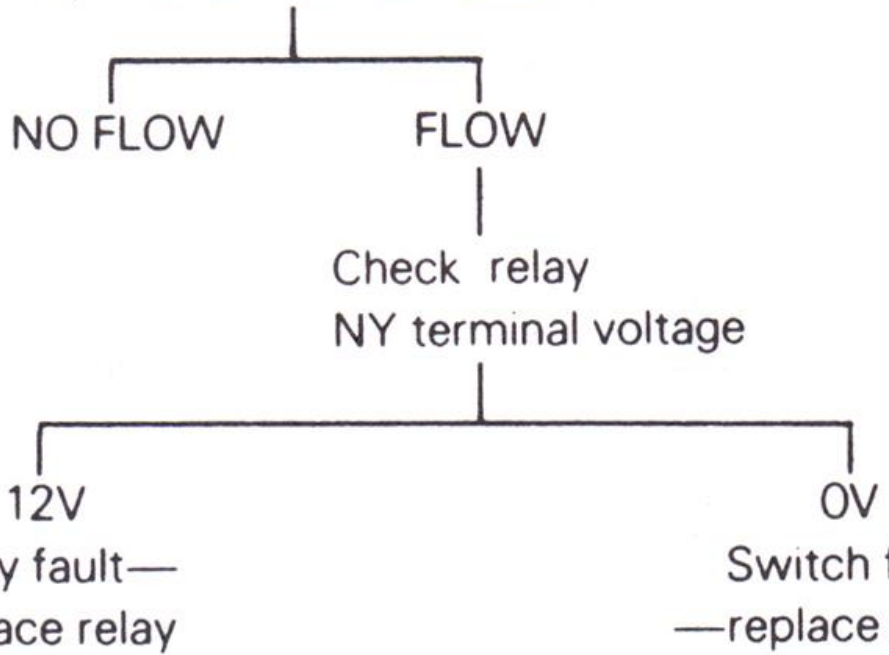 NO FLOW
FLOW
Check relay
NY terminal voltage
12V
0V
fault—
Switch
relay
—replace